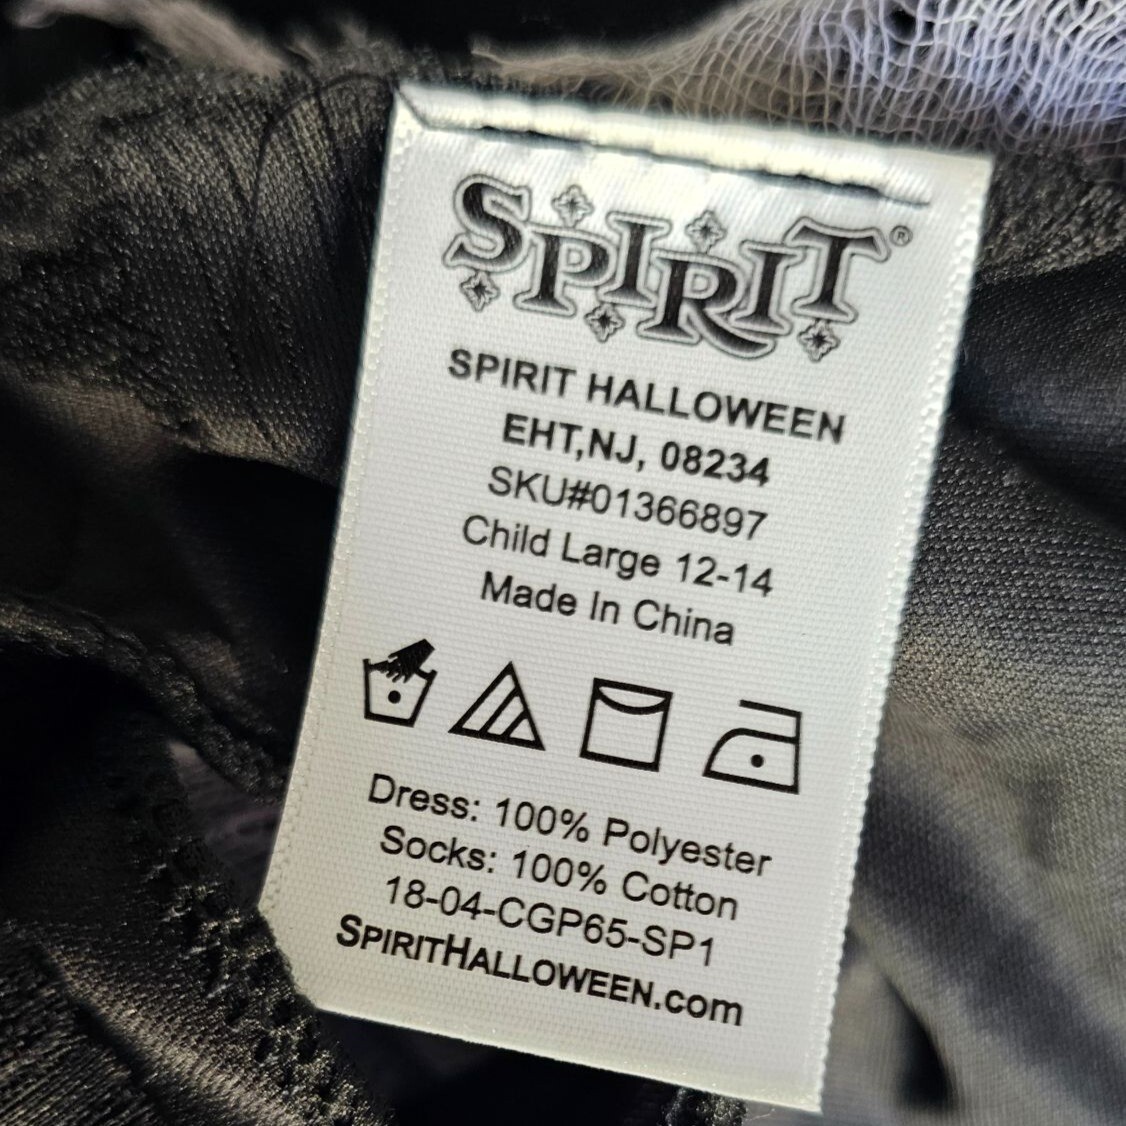 SPIRIT®
SPIRIT HALLOWEEN
EHT,NJ, 08234
SKU#01366897
Child Large 12-14
Made In China
Dress: 100% Polyester
Socks: 100% Cotton
18-04-CGP65-SP1
SPIRITHALLOWEEN.com